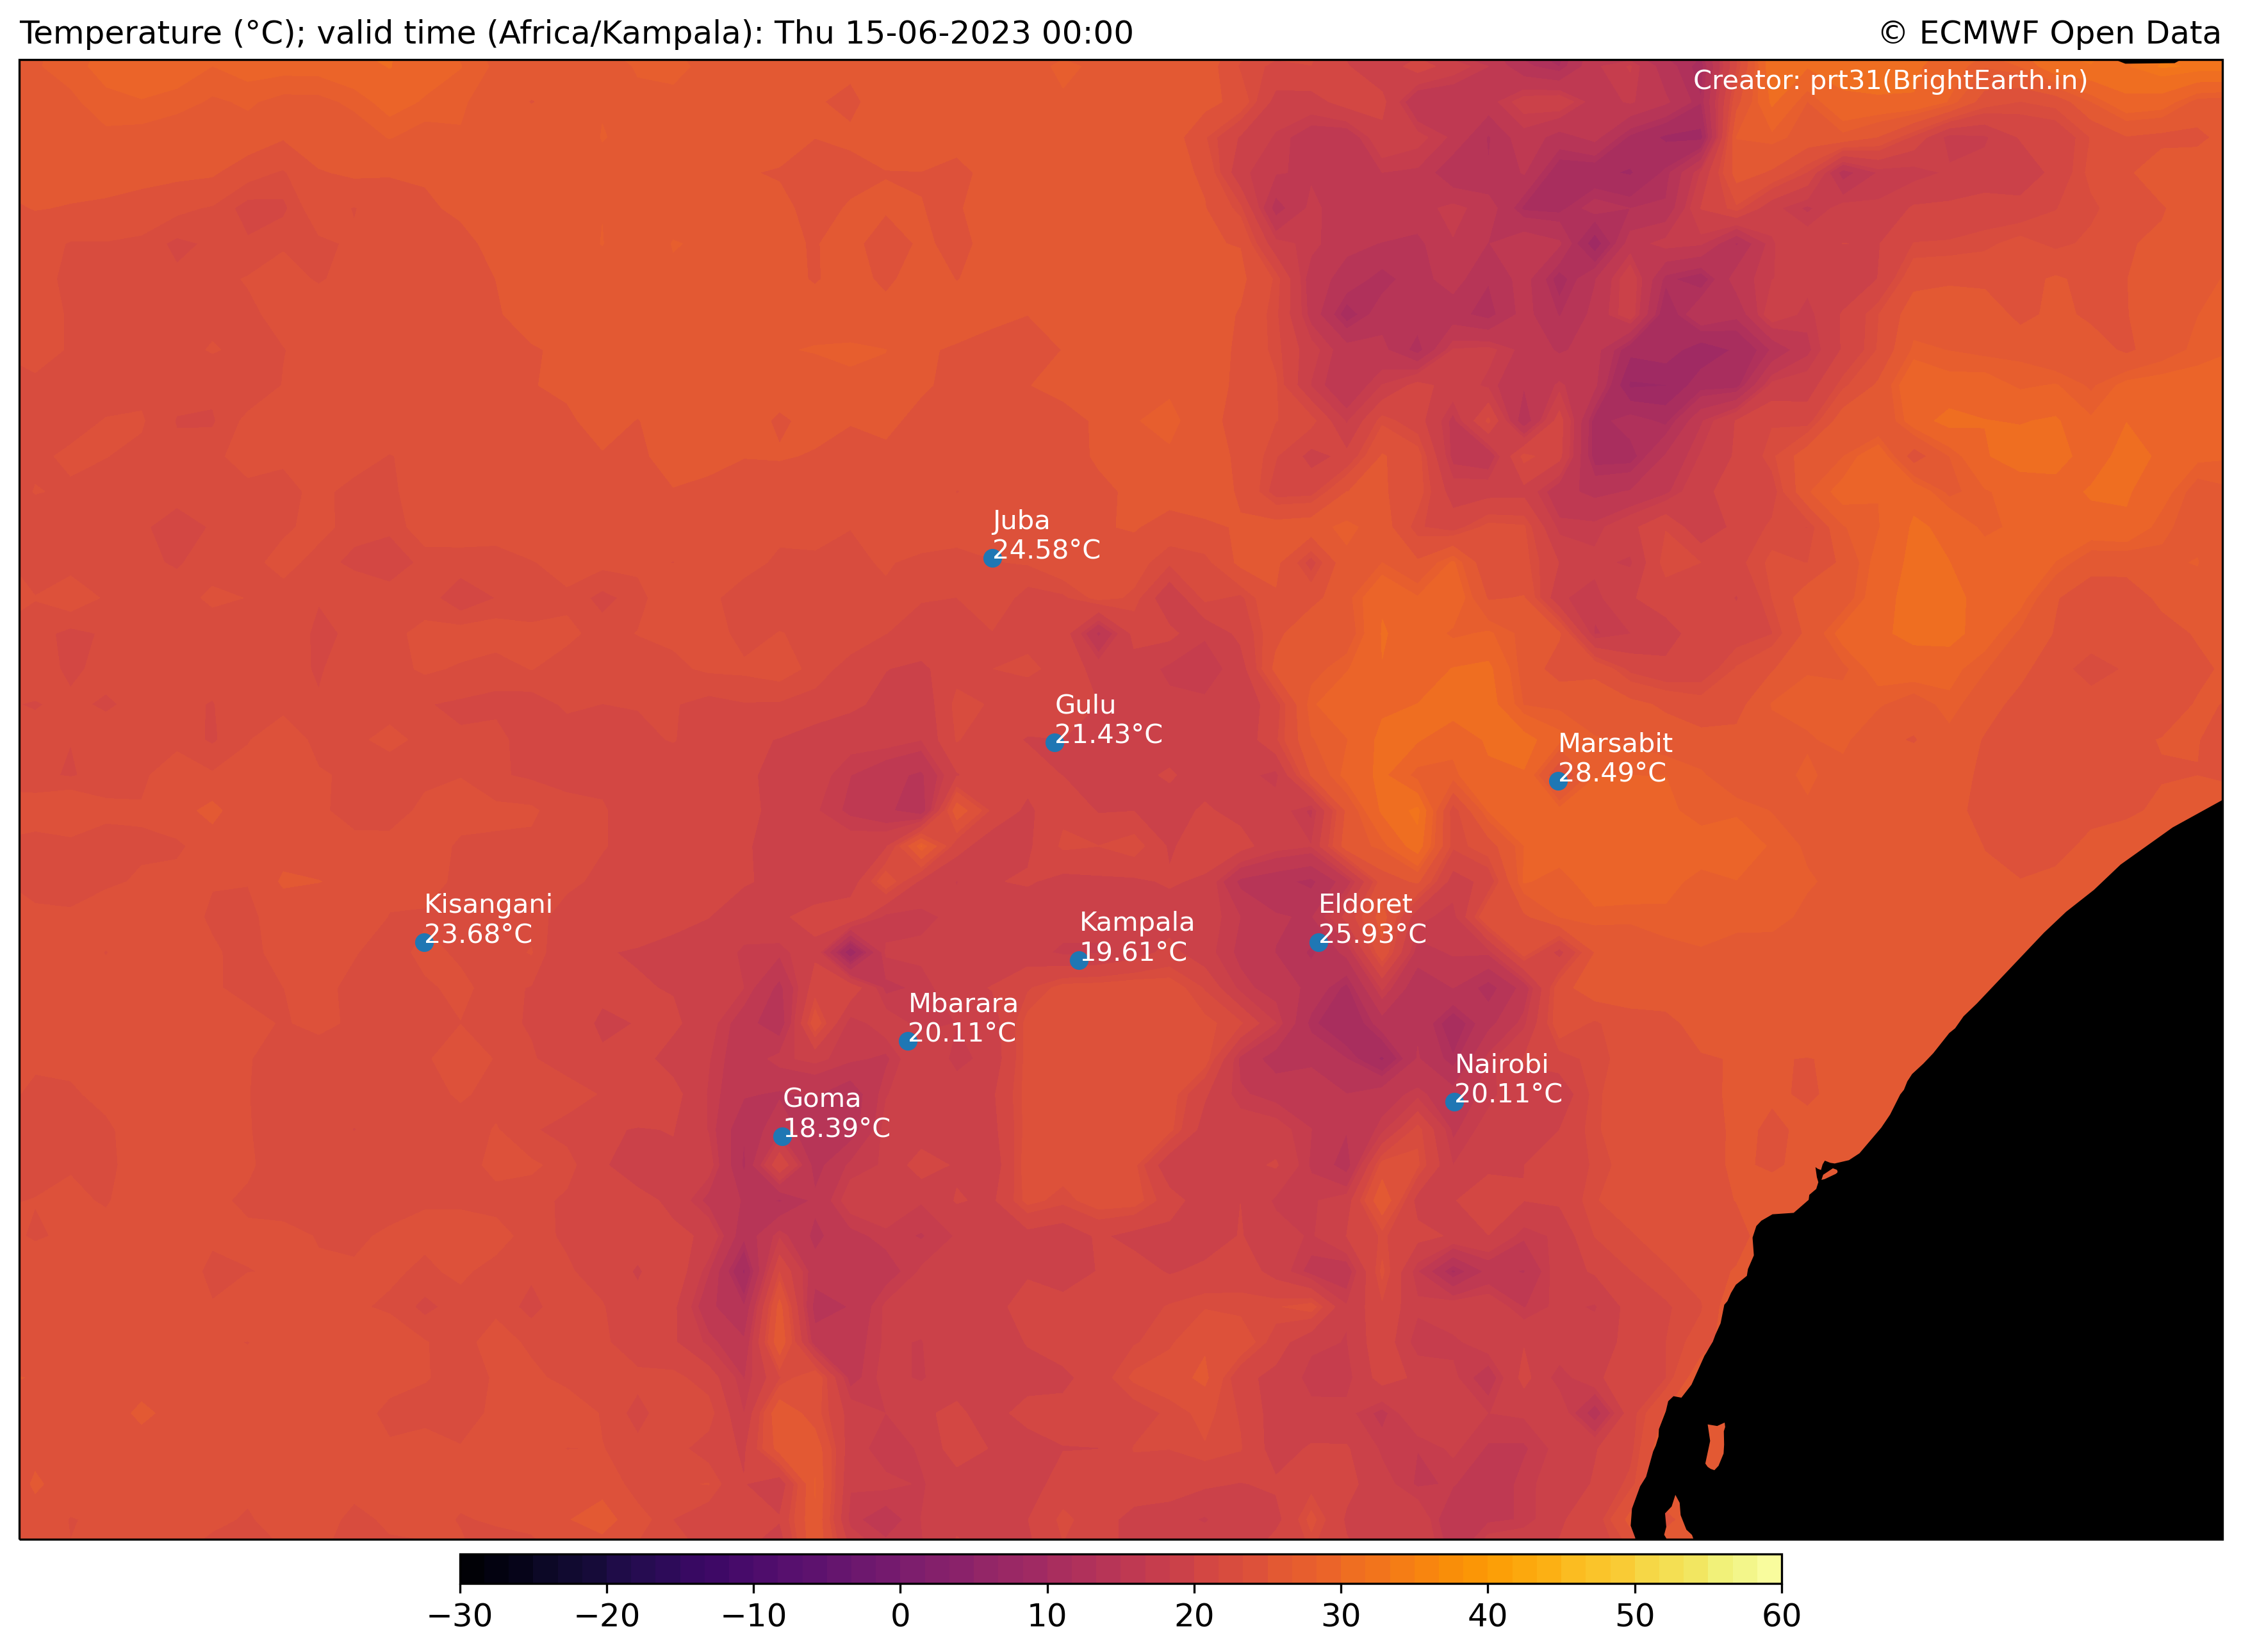 Temperature (°C); valid time (Africa/Kampala): Thu 15-06-2023 00:00
© ECMWF Open Data
Creator: prt31(BrightEarth.in)
Juba
24.58°C
Gulu
21.43°C
Marsabit
28.49°C
Kisangani
23.68°C
Kampala
19.61°C
Eldoret
25.93°C
Mbarara
20.11°C
Nairobi
20.11°C
Goma
18.39°C
−30 −20 −10 0 10 20 30 40 50 60